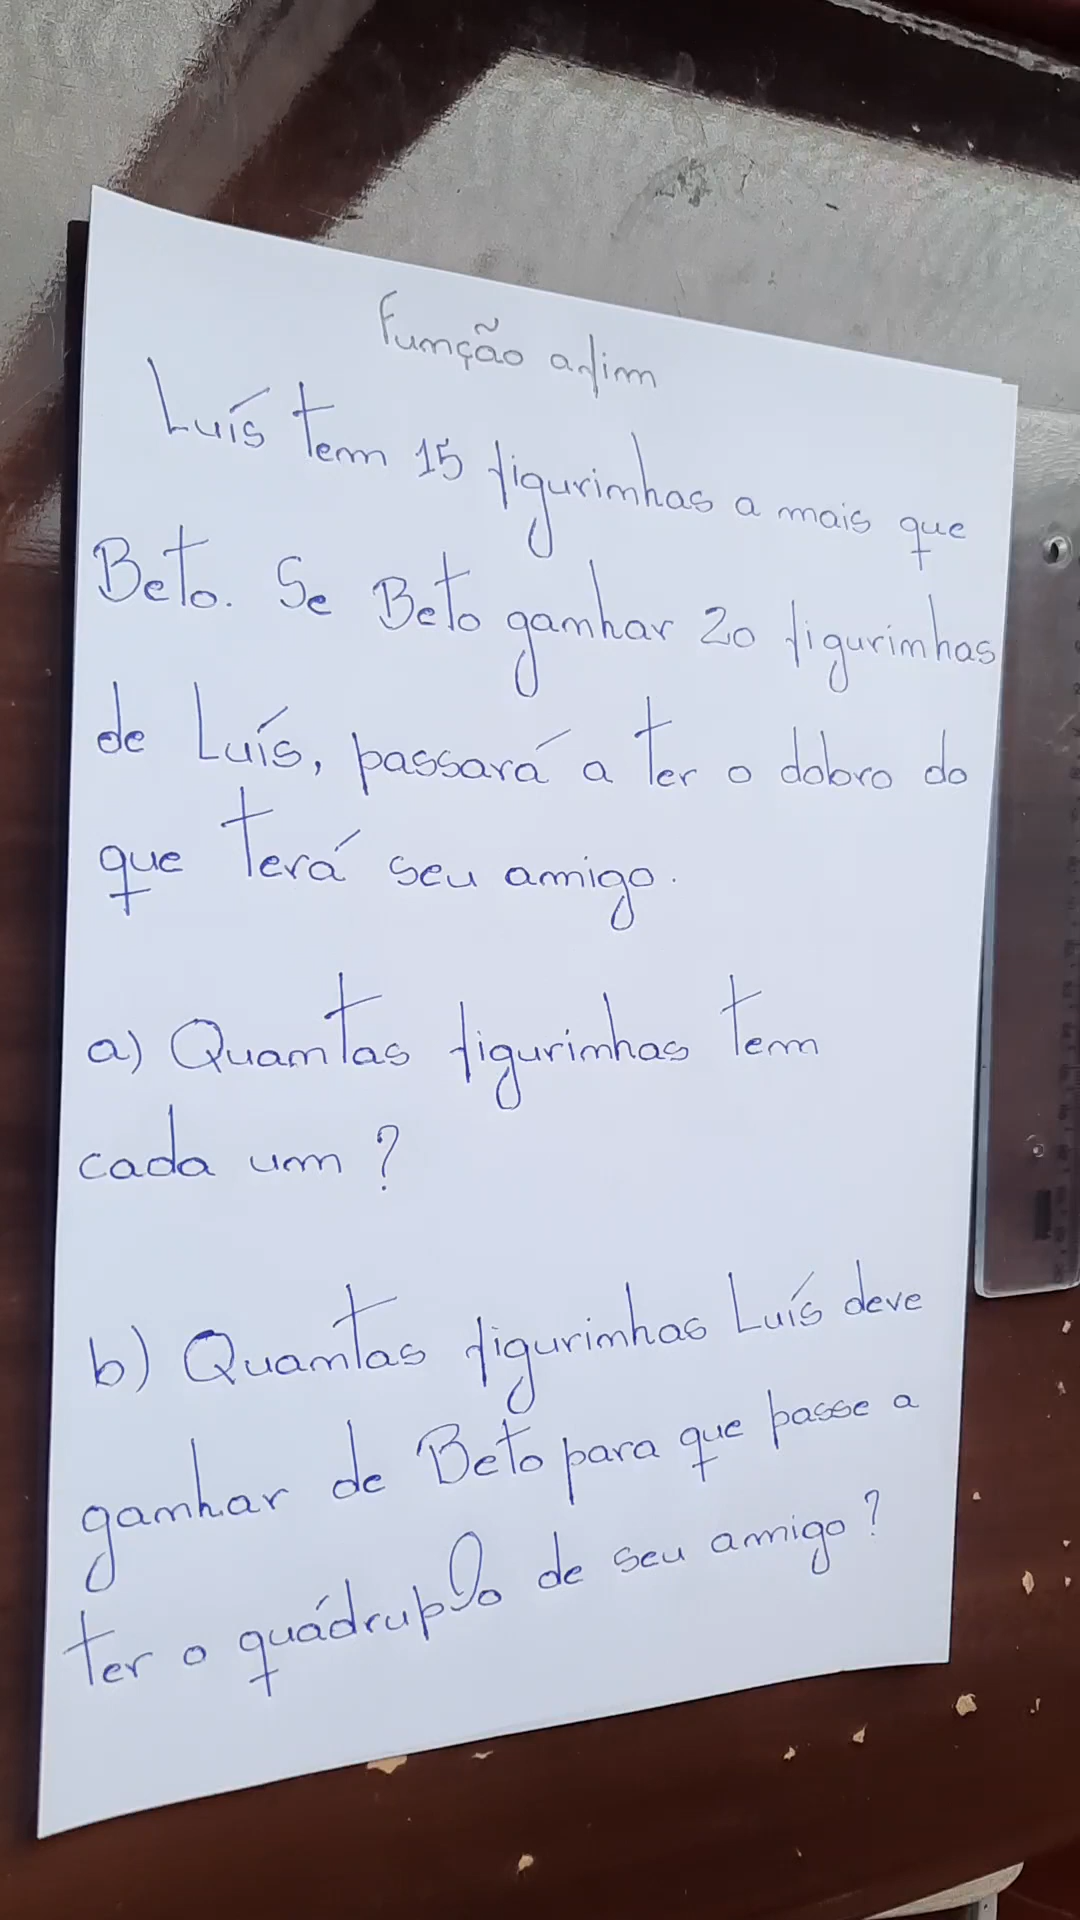 Função afim
Luís tem 15 figurinhas a mais que
Beto. Se Beto ganhar 20 figurinhas
de Luís, passará a ter o dobro do
que terá seu amigo.
a) Quantas figurinhas tem
cada um?
b) Quantas figurinhas Luís deve
ganhar de Beto para que passe a
ter o quádruplo de seu amigo?